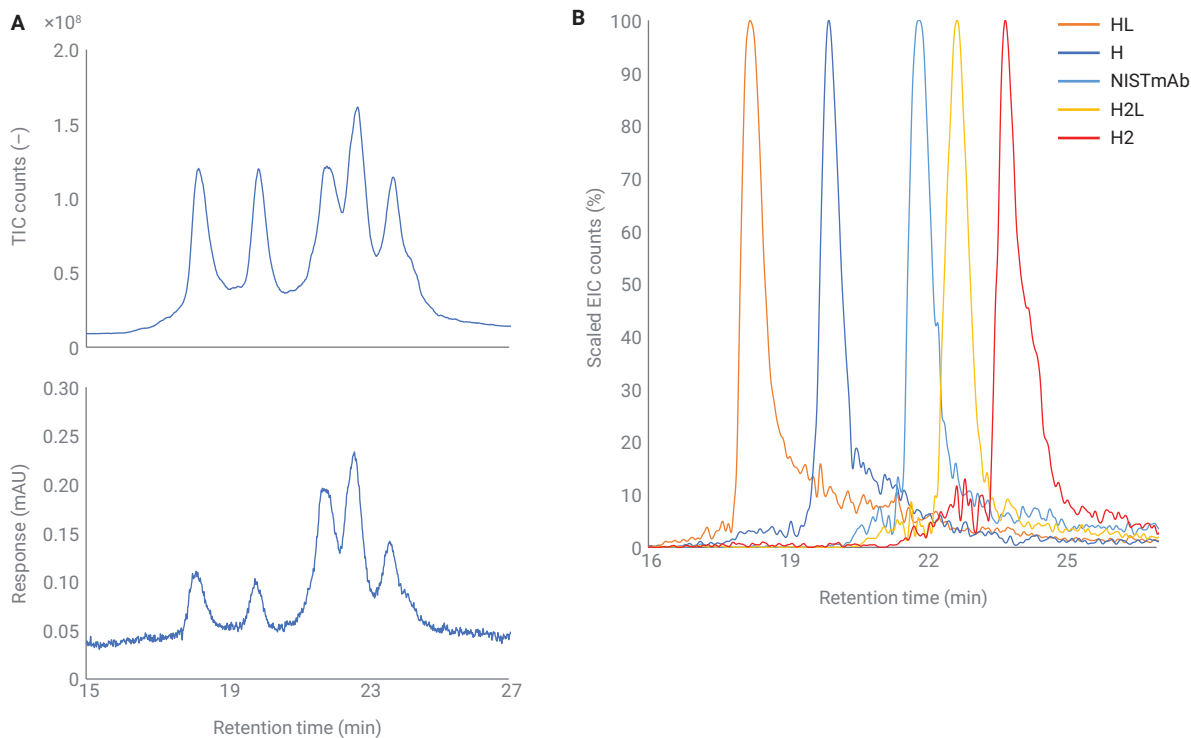 A
×10⁸
2.0
1.5
1.0
0.5
0
TIC counts (–)
0.30
0.25
0.20
0.15
0.10
0.05
0
Response (mAU)
15 19 23 27
Retention time (min)
B
100
90
80
70
60
50
40
30
20
10
0
Scaled EIC counts (%)
16 19 22 25
Retention time (min)
HL
H
NISTmAb
H2L
H2